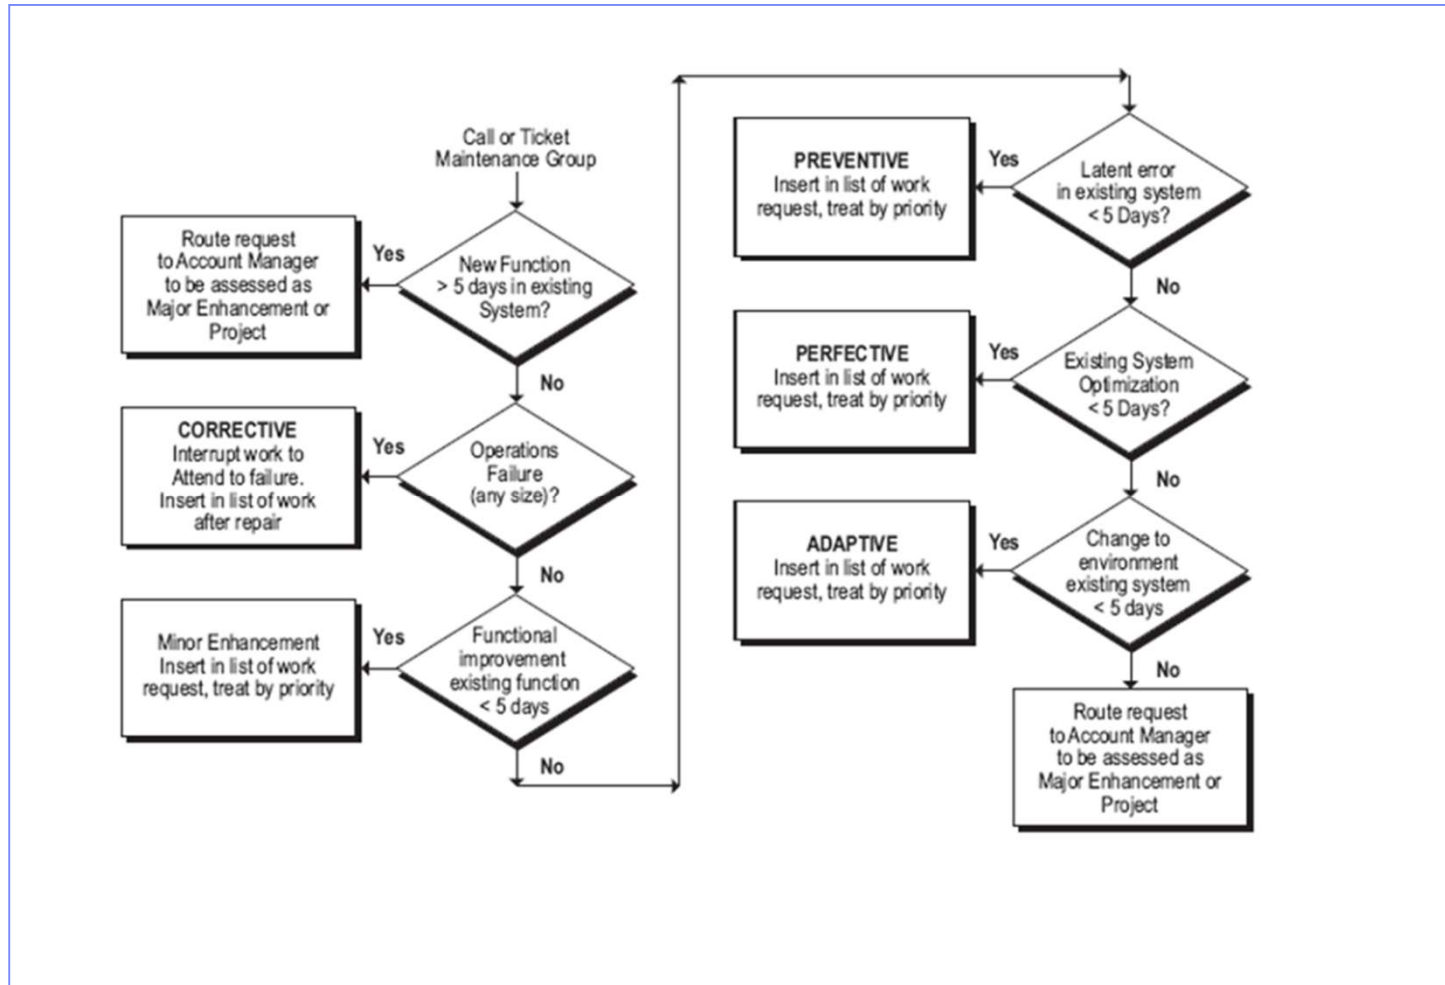 Call or Ticket
Maintenance Group
New Function
> 5 days in existing
System?
Yes
Route request
to Account Manager
to be assessed as
Major Enhancement or
Project
No
Operations
Failure
(any size)?
Yes
CORRECTIVE
Interrupt work to
Attend to failure.
Insert in list of work
after repair
No
Functional
improvement
existing function
< 5 days
Yes
Minor Enhancement
Insert in list of work
request, treat by priority
No
Latent error
in existing system
< 5 Days?
Yes
PREVENTIVE
Insert in list of work
request, treat by priority
No
Existing System
Optimization
< 5 Days?
Yes
PERFECTIVE
Insert in list of work
request, treat by priority
No
Change to
environment
existing system
< 5 days
Yes
ADAPTIVE
Insert in list of work
request, treat by priority
No
Route request
to Account Manager
to be assessed as
Major Enhancement or
Project